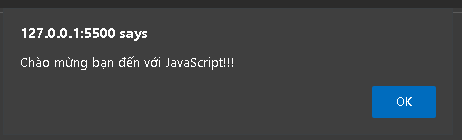 127.0.0.1:5500 says
Chào mừng bạn đến với JavaScript!!!
OK